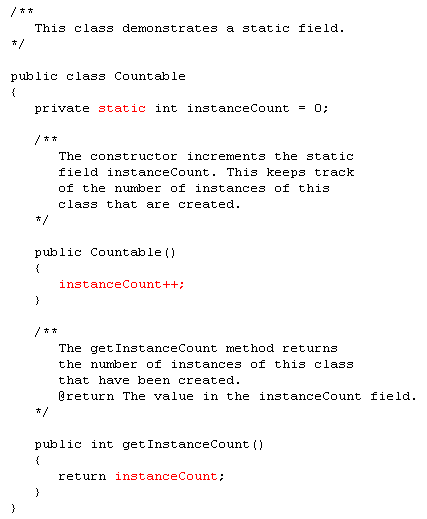 /**
   This class demonstrates a static field.
*/

public class Countable
{
   private static int instanceCount = 0;

   /**
      The constructor increments the static
      field instanceCount. This keeps track
      of the number of instances of this
      class that are created.
   */

   public Countable()
   {
      instanceCount++;
   }

   /**
      The getInstanceCount method returns
      the number of instances of this class
      that have been created.
      @return The value in the instanceCount field.
   */

   public int getInstanceCount()
   {
      return instanceCount;
   }
}